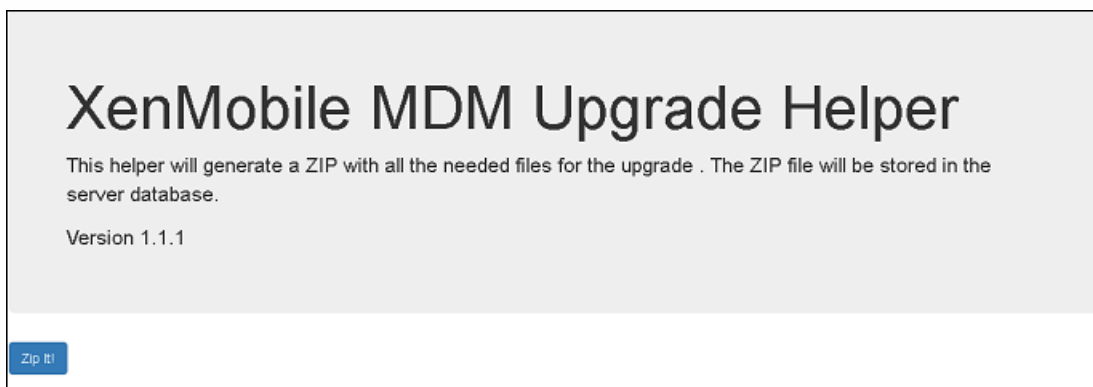 XenMobile MDM Upgrade Helper
This helper will generate a ZIP with all the needed files for the upgrade . The ZIP file will be stored in the
server database.
Version 1.1.1
Zip It!